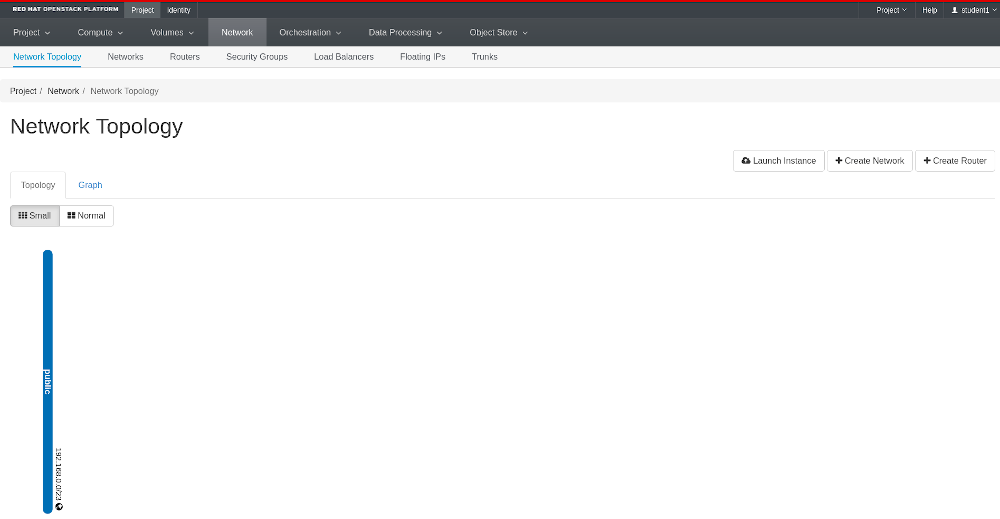 RED HAT OPENSTACK PLATFORM Project Identity Project Help student1
Project Compute Volumes Network Orchestration Data Processing Object Store
Network Topology Networks Routers Security Groups Load Balancers Floating IPs Trunks
Project / Network / Network Topology
Network Topology
Launch Instance Create Network Create Router
Topology Graph
Small Normal
public
192.168.0.0/23